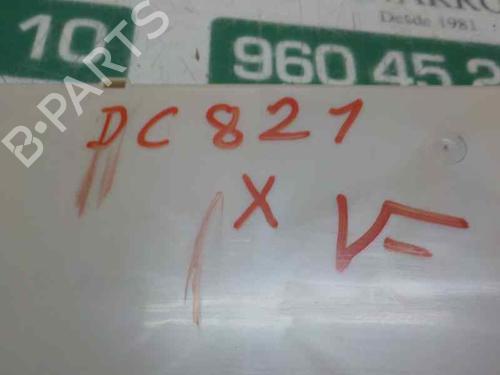 Desde 1981
10
960 45 2
B-PARTS
DC 821
X V=